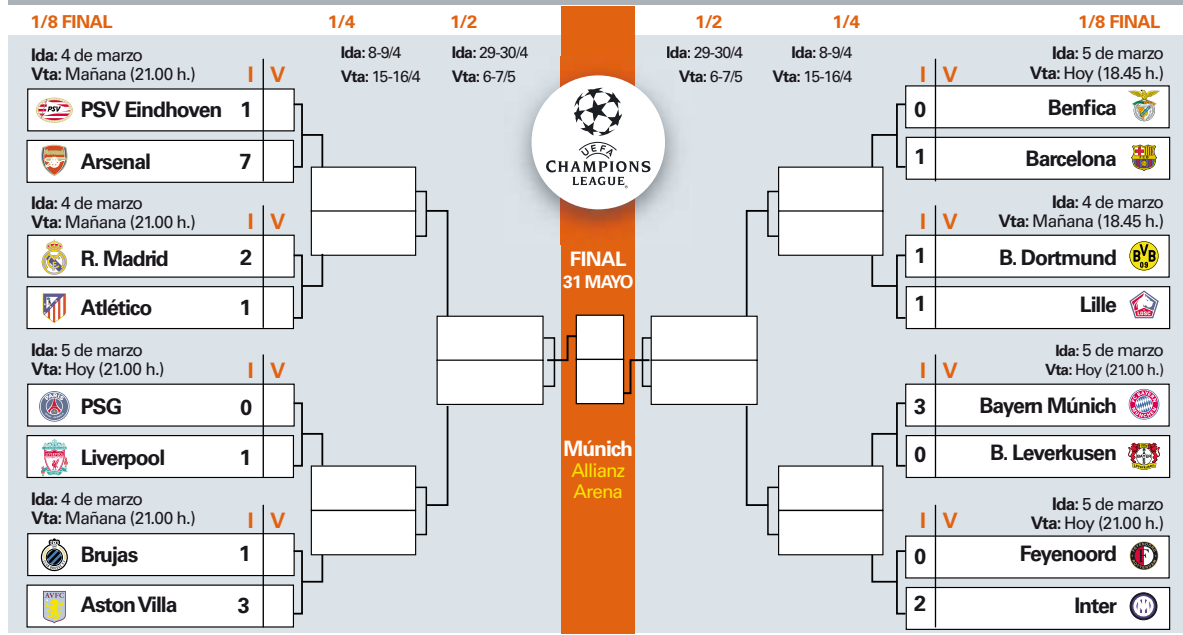 1/8 FINAL 1/4 1/2 1/2 1/4 1/8 FINAL
Ida: 4 de marzo
Vta: Mañana (21.00 h.) I V
PSV
PSV Eindhoven 1
Arsenal 7
Ida: 4 de marzo
Vta: Mañana (21.00 h.) I V
R. Madrid 2
Atlético 1
Ida: 5 de marzo
Vta: Hoy (21.00 h.) I V
PSG 0
Liverpool 1
Ida: 4 de marzo
Vta: Mañana (21.00 h.) I V
Brujas 1
AVFC
Aston Villa 3
Ida: 8-9/4
Vta: 15-16/4
Ida: 29-30/4
Vta: 6-7/5
UEFA
CHAMPIONS
LEAGUE
FINAL
31 MAYO
Múnich
Allianz
Arena
Ida: 29-30/4
Vta: 6-7/5
Ida: 8-9/4
Vta: 15-16/4
Ida: 5 de marzo
I V Vta: Hoy (18.45 h.)
0 Benfica
1 Barcelona
Ida: 4 de marzo
I V Vta: Mañana (18.45 h.)
1 B. Dortmund
BVB
09
1 Lille
LOSC
Ida: 5 de marzo
I V Vta: Hoy (21.00 h.)
3 Bayern Múnich
0 B. Leverkusen
Ida: 5 de marzo
I V Vta: Hoy (21.00 h.)
0 Feyenoord
2 Inter